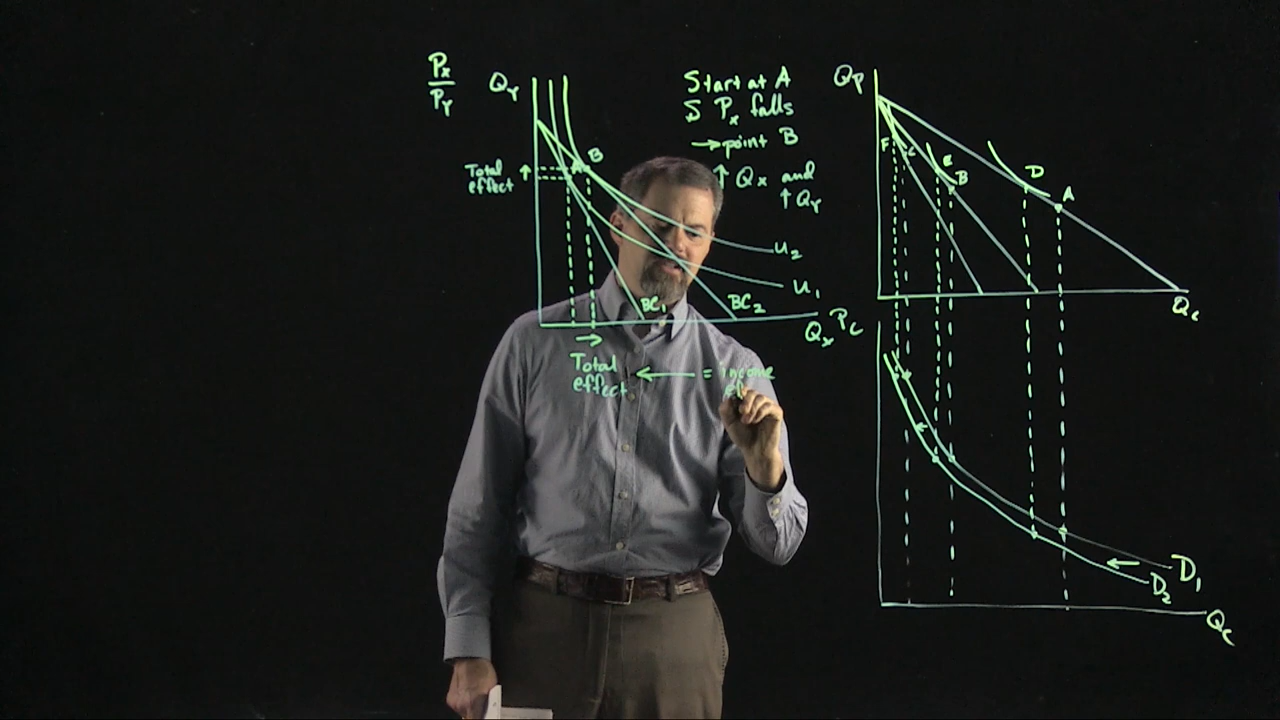 Px
Py
Qy
Start at A
S Px falls
→ point B
↑ Qx and
↑ Qy
Total
effect
↑
B
U2
U1
BC1
BC2
Qx
→
Total
effect
← = income
ef
QP
F
C
E
B
D
A
Qc
Pc
D1
D2
Qc